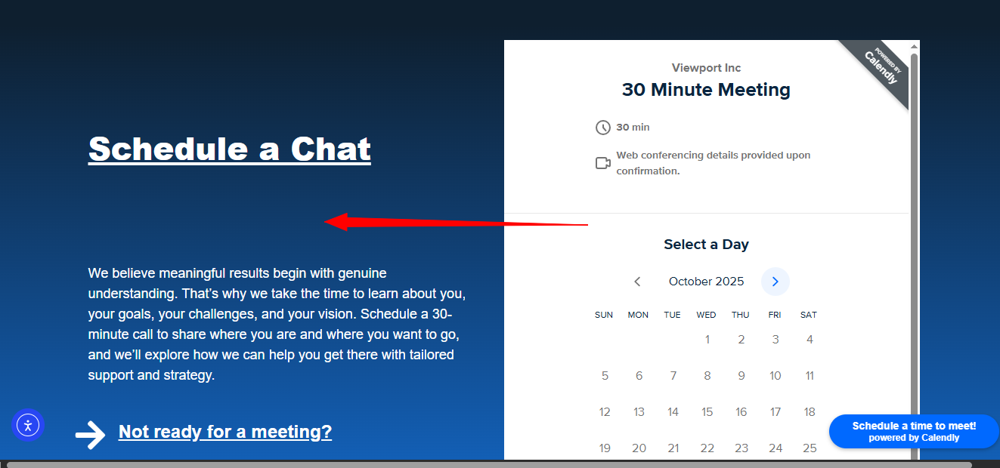 Schedule a Chat
We believe meaningful results begin with genuine
understanding. That’s why we take the time to learn about you,
your goals, your challenges, and your vision. Schedule a 30-
minute call to share where you are and where you want to go,
and we’ll explore how we can help you get there with tailored
support and strategy.
Not ready for a meeting?
POWERED BY
Calendly
Viewport Inc
30 Minute Meeting
30 min
Web conferencing details provided upon
confirmation.
Select a Day
October 2025
SUN MON TUE WED THU FRI SAT
1 2 3 4
5 6 7 8 9 10 11
12 13 14 15 16 17 18
19 20 21 22 23 24 25
Schedule a time to meet!
powered by Calendly